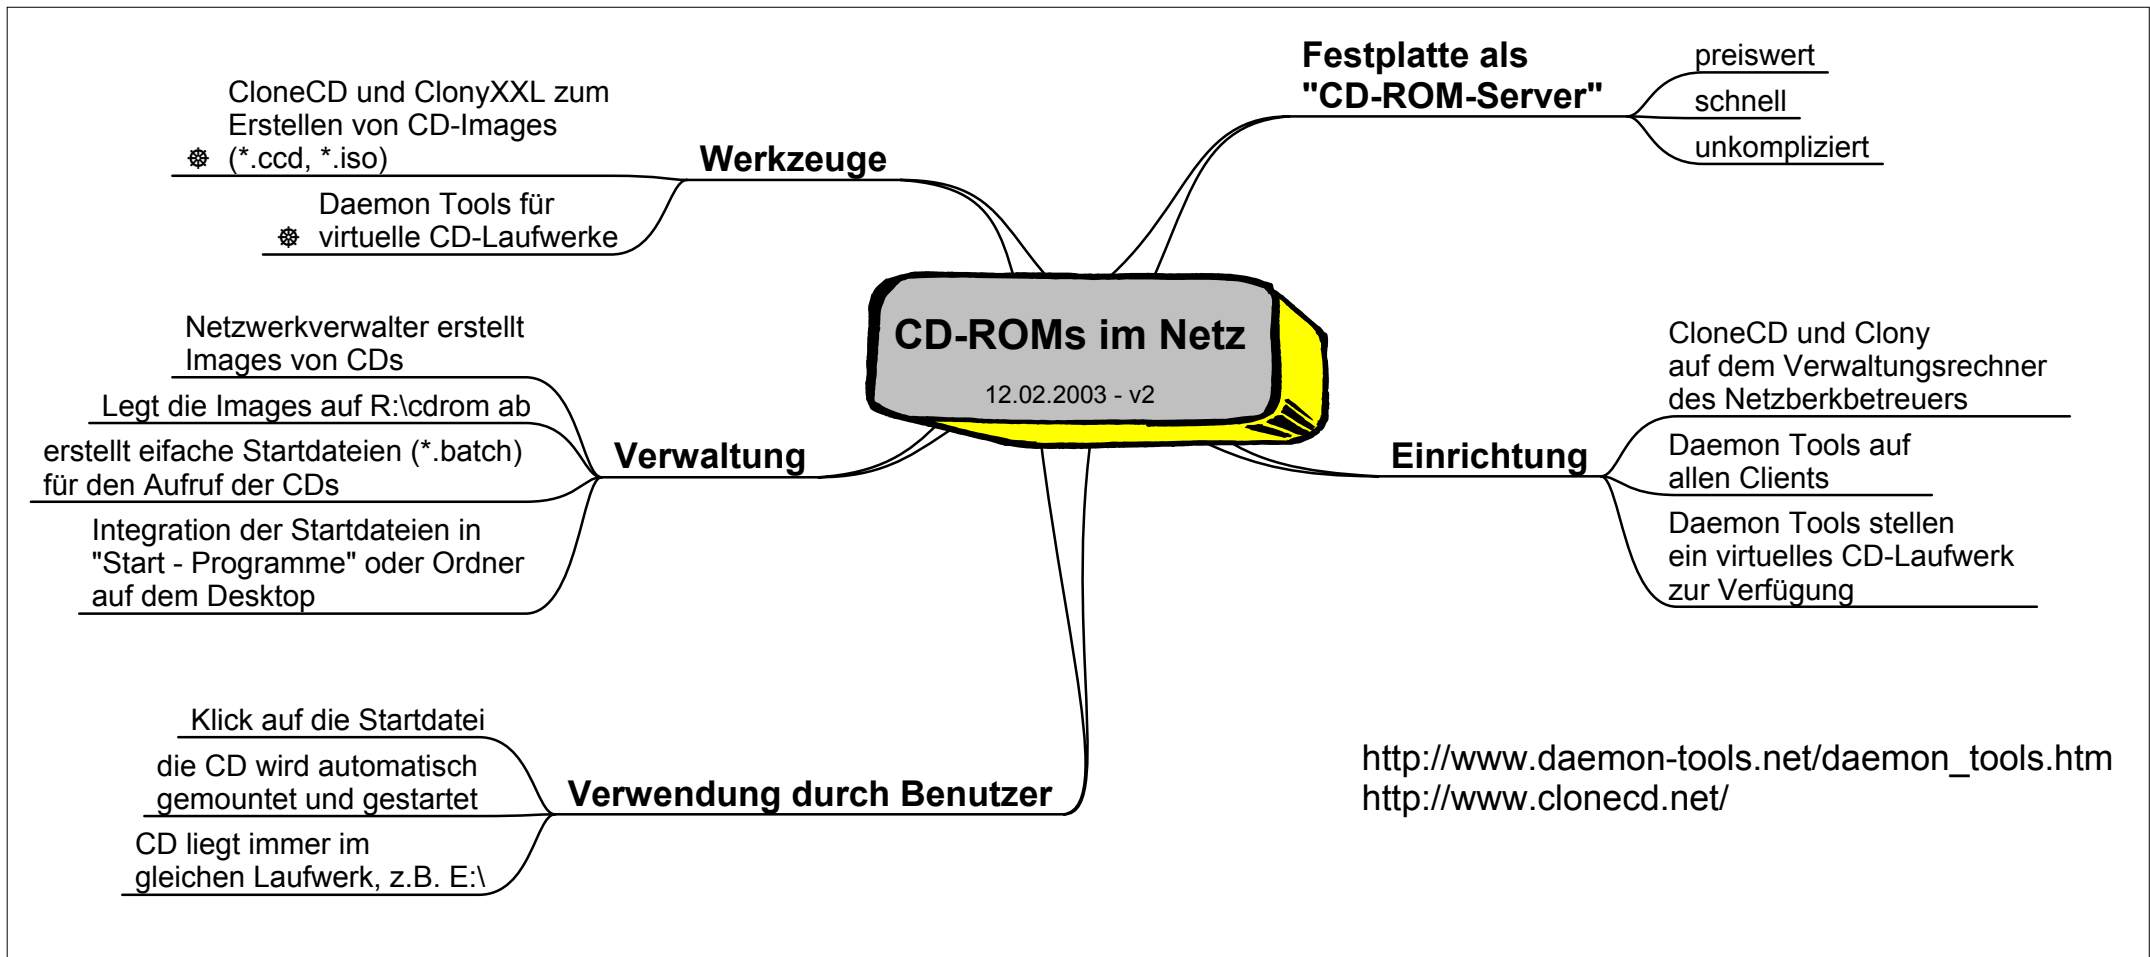 CD-ROMs im Netz
12.02.2003 - v2
Festplatte als
"CD-ROM-Server"
preiswert
schnell
unkompliziert
Einrichtung
CloneCD und Clony
auf dem Verwaltungsrechner
des Netzberkbetreuers
Daemon Tools auf
allen Clients
Daemon Tools stellen
ein virtuelles CD-Laufwerk
zur Verfügung
Werkzeuge
CloneCD und ClonyXXL zum
Erstellen von CD-Images
(*.ccd, *.iso)
Daemon Tools für
virtuelle CD-Laufwerke
Verwaltung
Netzwerkverwalter erstellt
Images von CDs
Legt die Images auf R:\cdrom ab
erstellt eifache Startdateien (*.batch)
für den Aufruf der CDs
Integration der Startdateien in
"Start - Programme" oder Ordner
auf dem Desktop
Verwendung durch Benutzer
Klick auf die Startdatei
die CD wird automatisch
gemountet und gestartet
CD liegt immer im
gleichen Laufwerk, z.B. E:\
http://www.daemon-tools.net/daemon_tools.htm
http://www.clonecd.net/